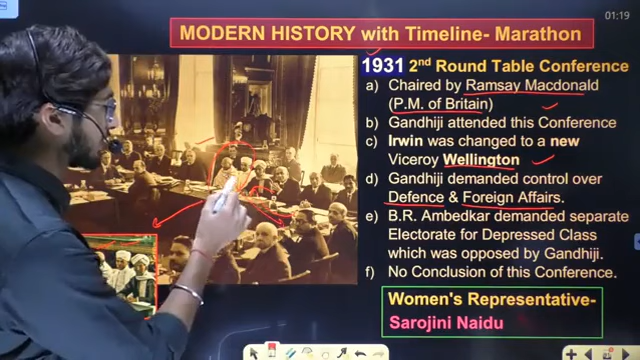 01:19
MODERN HISTORY with Timeline- Marathon
1931 2nd Round Table Conference
a) Chaired by Ramsay Macdonald
(P.M. of Britain)
b) Gandhiji attended this Conference
c) Irwin was changed to a new
Viceroy Wellington
d) Gandhiji demanded control over
Defence & Foreign Affairs.
e) B.R. Ambedkar demanded separate
Electorate for Depressed Class
which was opposed by Gandhiji.
f) No Conclusion of this Conference.
Women's Representative-
Sarojini Naidu